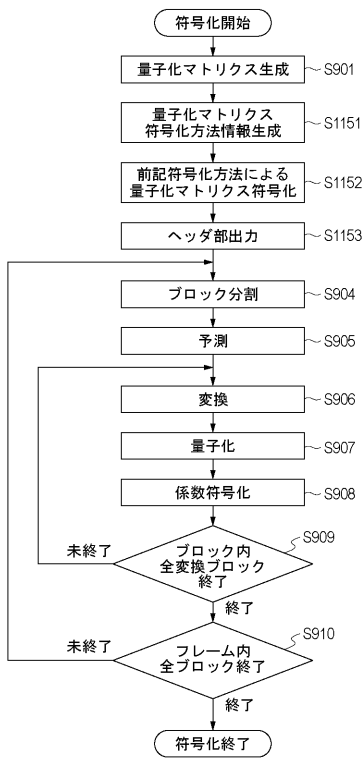 符号化開始
量子化マトリクス生成
S901
量子化マトリクス
符号化方法情報生成
S1151
前記符号化方法による
量子化マトリクス符号化
S1152
ヘッダ部出力
S1153
ブロック分割
S904
予測
S905
変換
S906
量子化
S907
係数符号化
S908
S909
未終了
ブロック内
全変換ブロック
終了
終了
S910
未終了
フレーム内
全ブロック終了
終了
符号化終了